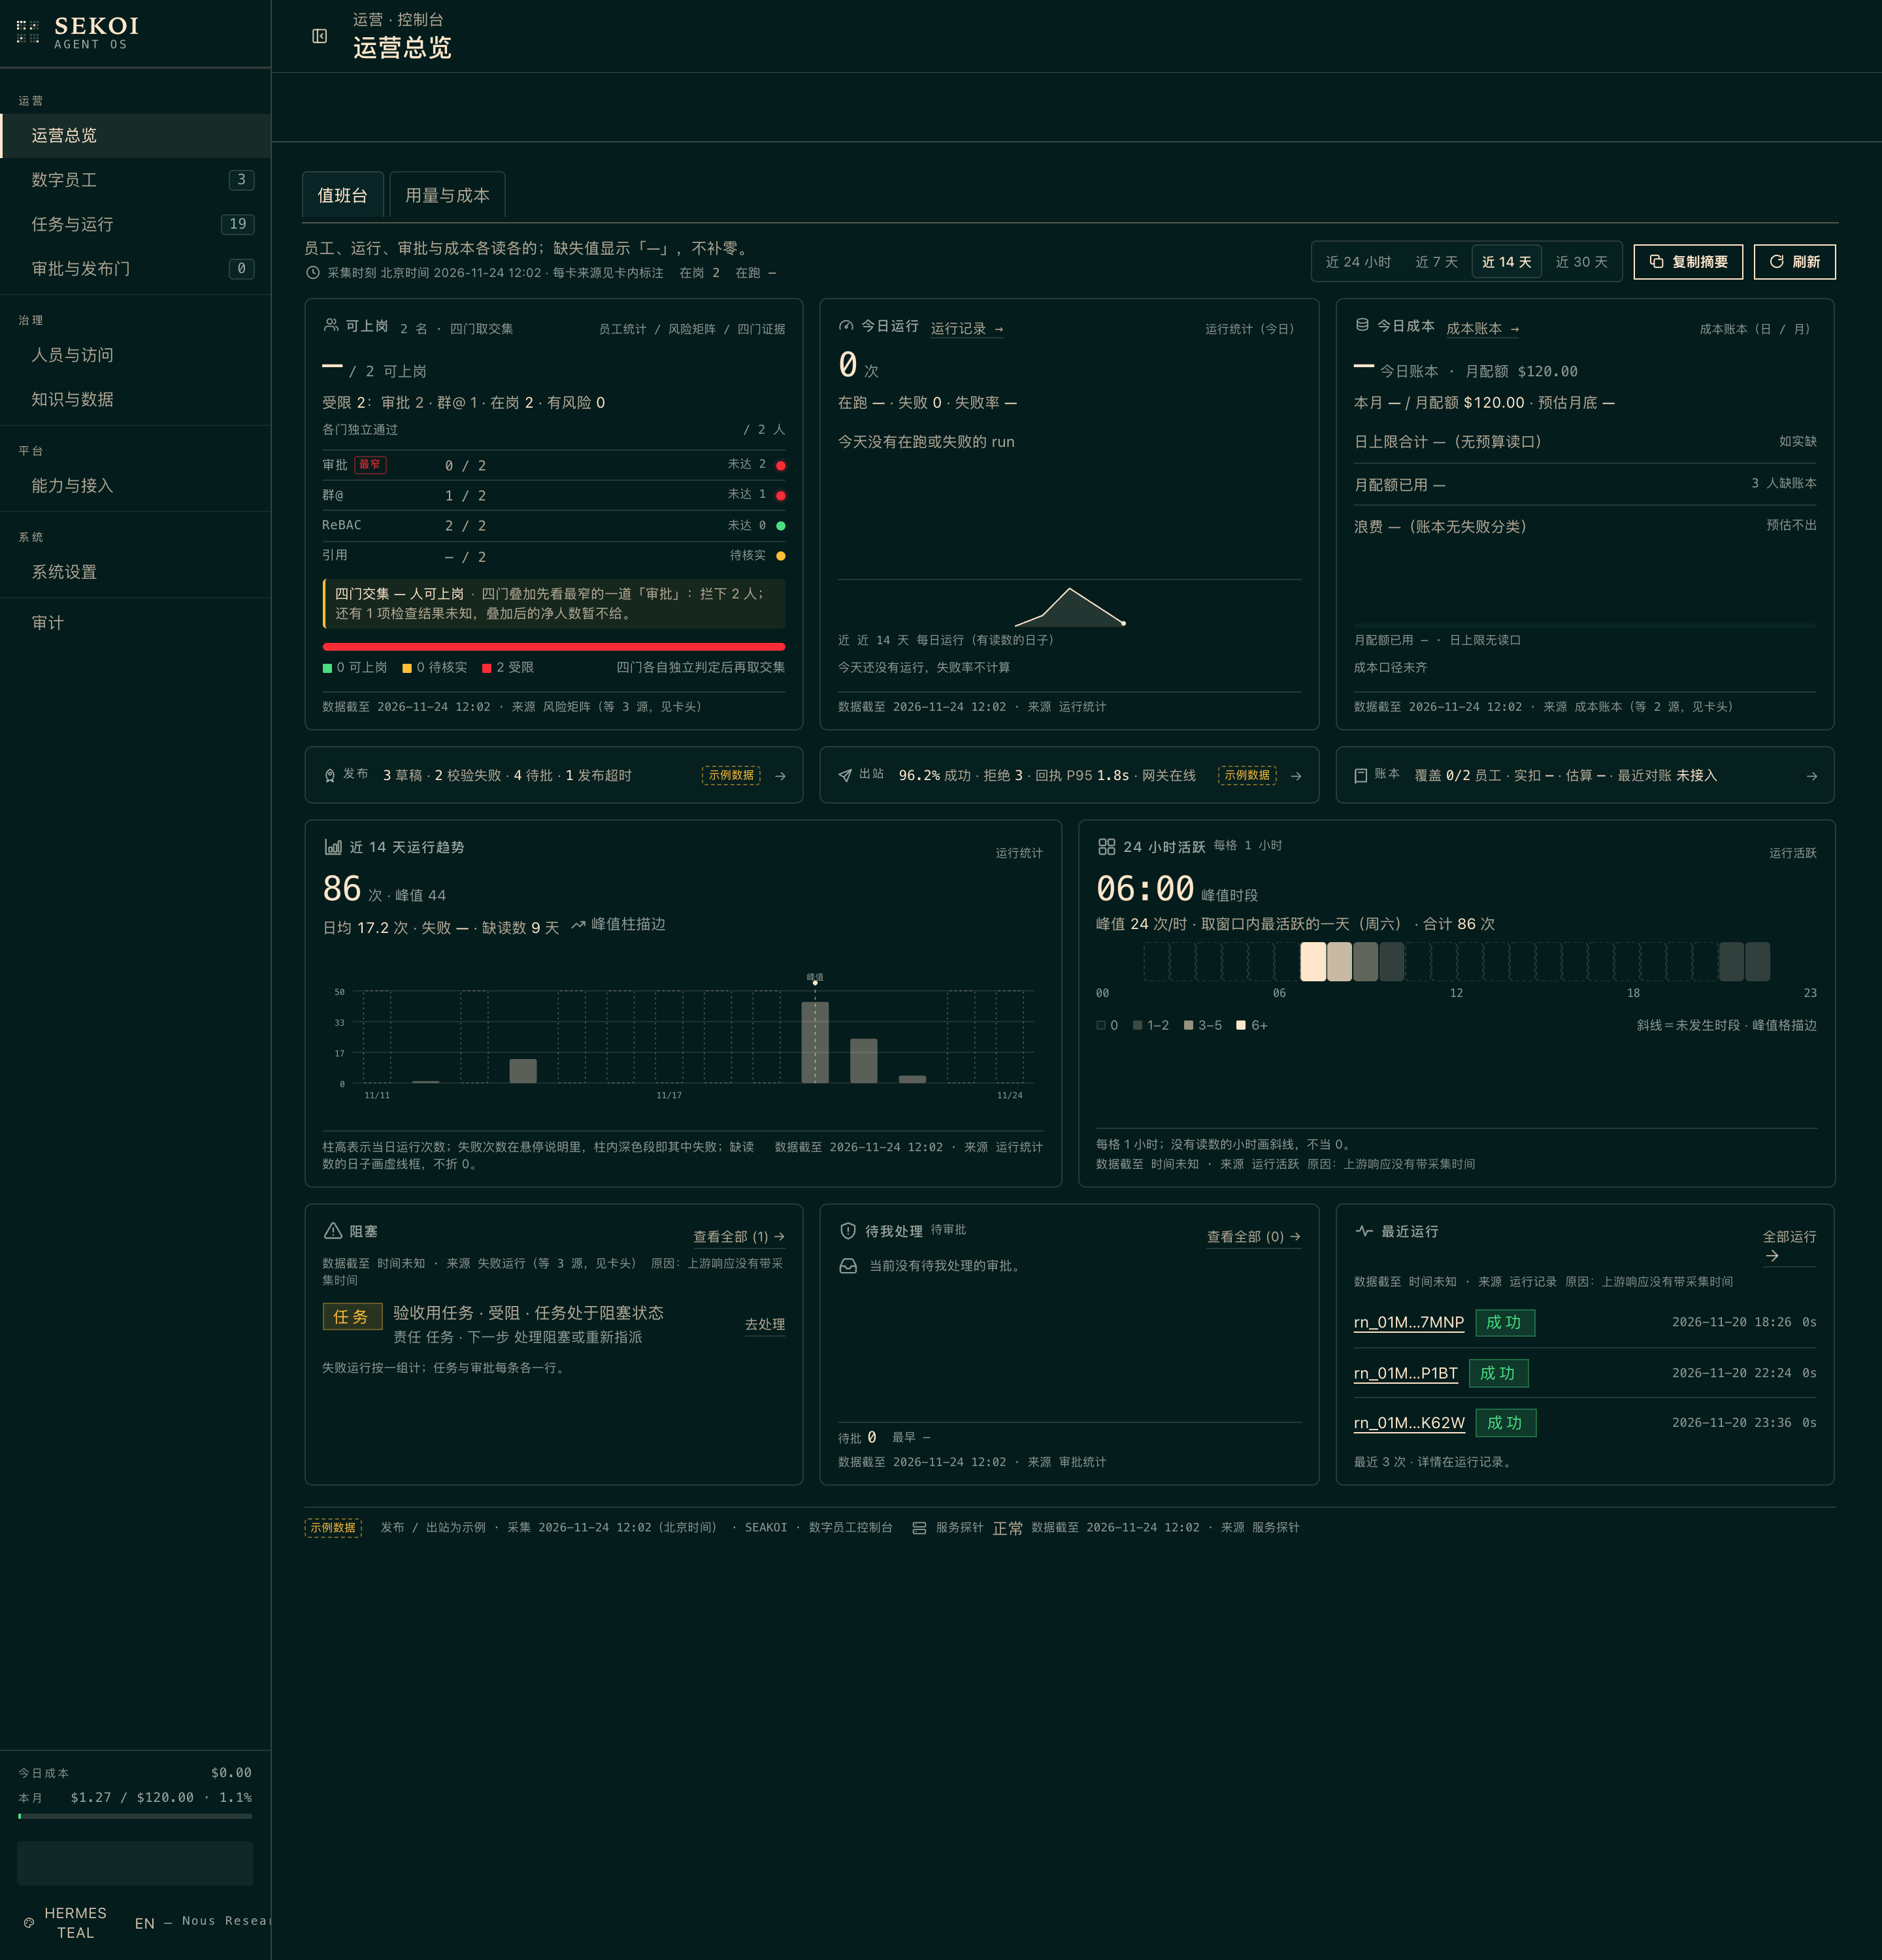 SEKOI
AGENT OS
运营
运营总览
数字员工 3
任务与运行 19
审批与发布门 0
治理
人员与访问
知识与数据
平台
能力与接入
系统
系统设置
审计
今日成本 $0.00
本月 $1.27 / $120.00 · 1.1%
HERMES TEAL
EN — Nous Resear
运营 · 控制台
运营总览
值班台 用量与成本
员工、运行、审批与成本各读各的；缺失值显示「—」，不补零。
采集时刻 北京时间 2026-11-24 12:02 · 每卡来源见卡内标注 在岗 2 在跑 —
近 24 小时 近 7 天 近 14 天 近 30 天 复制摘要 刷新
可上岗 2 名 · 四门取交集 员工统计 / 风险矩阵 / 四门证据
— / 2 可上岗
受限 2：审批 2 · 群@ 1 · 在岗 2 · 有风险 0
各门独立通过 / 2 人
审批 最窄 0 / 2 未达 2
群@ 1 / 2 未达 1
ReBAC 2 / 2 未达 0
引用 — / 2 待核实
四门交集 — 人可上岗 · 四门叠加先看最窄的一道「审批」：拦下 2 人；
还有 1 项检查结果未知，叠加后的净人数暂不给。
0 可上岗 0 待核实 2 受限 四门各自独立判定后再取交集
数据截至 2026-11-24 12:02 · 来源 风险矩阵（等 3 源，见卡头）
今日运行 运行记录 → 运行统计（今日）
0 次
在跑 — · 失败 0 · 失败率 —
今天没有在跑或失败的 run
近 近 14 天 每日运行（有读数的日子）
今天还没有运行，失败率不计算
数据截至 2026-11-24 12:02 · 来源 运行统计
今日成本 成本账本 → 成本账本（日 / 月）
— 今日账本 · 月配额 $120.00
本月 — / 月配额 $120.00 · 预估月底 —
日上限合计 —（无预算读口） 如实缺
月配额已用 — 3 人缺账本
浪费 —（账本无失败分类） 预估不出
月配额已用 — · 日上限无读口
成本口径未齐
数据截至 2026-11-24 12:02 · 来源 成本账本（等 2 源，见卡头）
发布 3 草稿 · 2 校验失败 · 4 待批 · 1 发布超时 示例数据 →
出站 96.2% 成功 · 拒绝 3 · 回执 P95 1.8s · 网关在线 示例数据 →
账本 覆盖 0/2 员工 · 实扣 — · 估算 — · 最近对账 未接入 →
近 14 天运行趋势 运行统计
86 次 · 峰值 44
日均 17.2 次 · 失败 — · 缺读数 9 天 峰值柱描边
峰值
50
33
17
0
11/11 11/17 11/24
柱高表示当日运行次数；失败次数在悬停说明里，柱内深色段即其中失败；缺读
数的日子画虚线框，不折 0。
数据截至 2026-11-24 12:02 · 来源 运行统计
24 小时活跃 每格 1 小时 运行活跃
06:00 峰值时段
峰值 24 次/时 · 取窗口内最活跃的一天（周六） · 合计 86 次
00 06 12 18 23
0 1–2 3–5 6+ 斜线＝未发生时段 · 峰值格描边
每格 1 小时；没有读数的小时画斜线，不当 0。
数据截至 时间未知 · 来源 运行活跃 原因：上游响应没有带采集时间
阻塞 查看全部 (1) →
数据截至 时间未知 · 来源 失败运行（等 3 源，见卡头） 原因：上游响应没有带采
集时间
任务 验收用任务 · 受阻 · 任务处于阻塞状态
责任 任务 · 下一步 处理阻塞或重新指派
去处理
失败运行按一组计；任务与审批每条各一行。
待我处理 待审批 查看全部 (0) →
当前没有待我处理的审批。
待批 0 最早 —
数据截至 2026-11-24 12:02 · 来源 审批统计
最近运行 全部运行
→
数据截至 时间未知 · 来源 运行记录 原因：上游响应没有带采集时间
rn_01M…7MNP 成功 2026-11-20 18:26 0s
rn_01M…P1BT 成功 2026-11-20 22:24 0s
rn_01M…K62W 成功 2026-11-20 23:36 0s
最近 3 次 · 详情在运行记录。
示例数据 发布 / 出站为示例 · 采集 2026-11-24 12:02（北京时间） · SEAKOI · 数字员工控制台 服务探针 正常 数据截至 2026-11-24 12:02 · 来源 服务探针